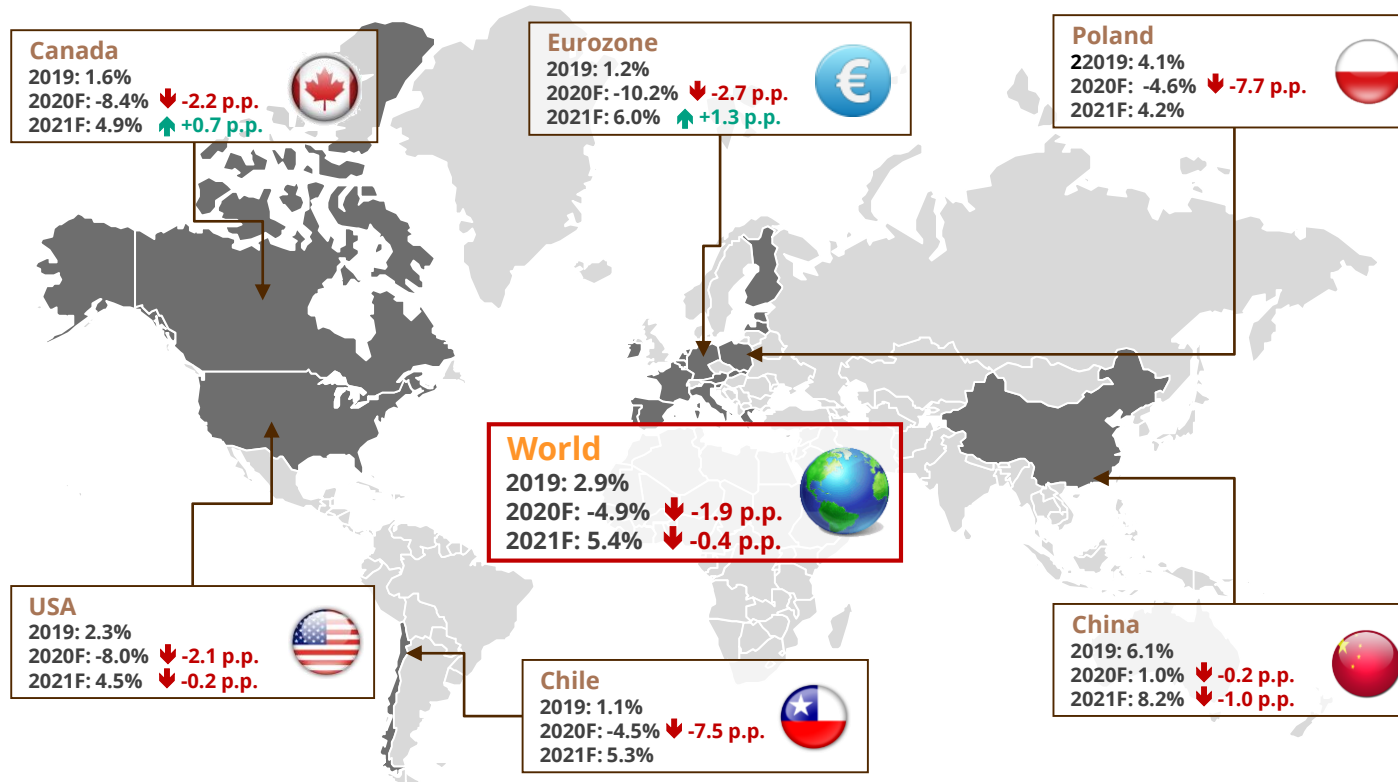 Canada
2019: 1.6%
2020F: -8.4% -2.2 p.p.
2021F: 4.9% +0.7 p.p.
Eurozone
2019: 1.2%
2020F: -10.2% -2.7 p.p.
2021F: 6.0% +1.3 p.p.
€
Poland
22019: 4.1%
2020F: -4.6% -7.7 p.p.
2021F: 4.2%
World
2019: 2.9%
2020F: -4.9% -1.9 p.p.
2021F: 5.4% -0.4 p.p.
USA
2019: 2.3%
2020F: -8.0% -2.1 p.p.
2021F: 4.5% -0.2 p.p.
Chile
2019: 1.1%
2020F: -4.5% -7.5 p.p.
2021F: 5.3%
China
2019: 6.1%
2020F: 1.0% -0.2 p.p.
2021F: 8.2% -1.0 p.p.